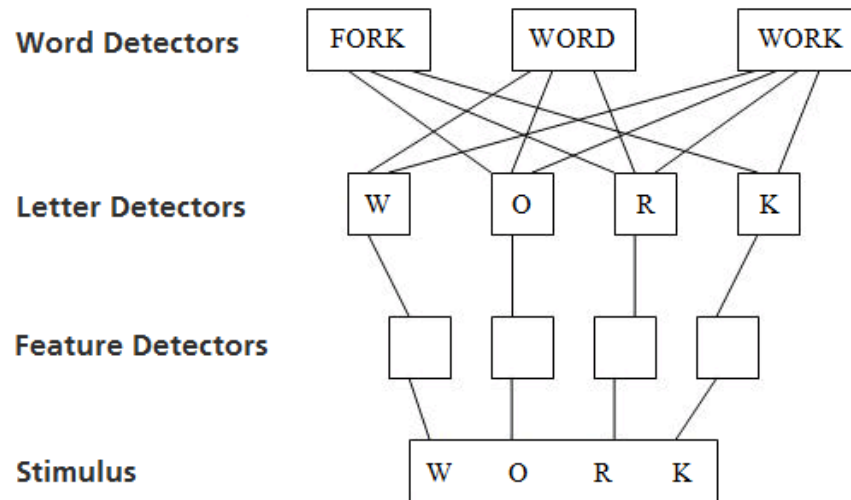 Word Detectors FORK WORD WORK
Letter Detectors W O R K
Feature Detectors
Stimulus W O R K